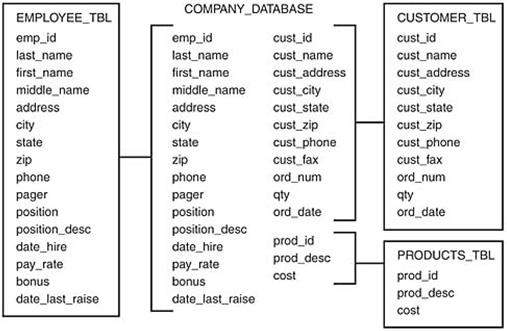 EMPLOYEE_TBL
emp_id
last_name
first_name
middle_name
address
city
state
zip
phone
pager
position
position_desc
date_hire
pay_rate
bonus
date_last_raise
COMPANY_DATABASE
emp_id
last_name
first_name
middle_name
address
city
state
zip
phone
pager
position
position_desc
date_hire
pay_rate
bonus
date_last_raise
cust_id
cust_name
cust_address
cust_city
cust_state
cust_zip
cust_phone
cust_fax
ord_num
qty
ord_date
prod_id
prod_desc
cost
CUSTOMER_TBL
cust_id
cust_name
cust_address
cust_city
cust_state
cust_zip
cust_phone
cust_fax
ord_num
qty
ord_date
PRODUCTS_TBL
prod_id
prod_desc
cost